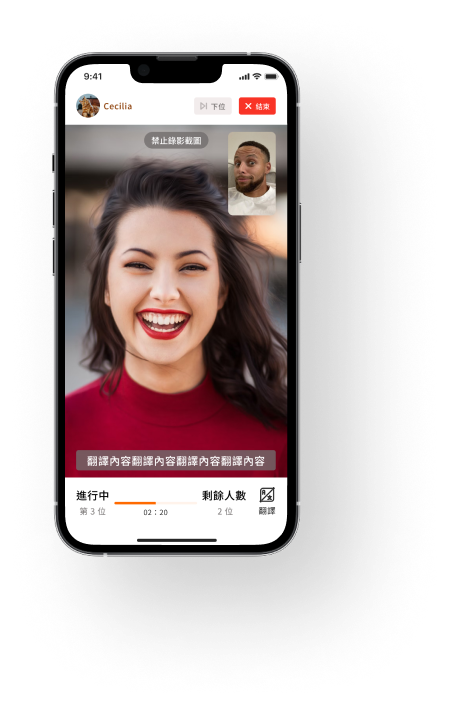 9:41
Cecilia
下位
結束
禁止錄影截圖
翻譯內容翻譯內容翻譯內容翻譯內容
進行中
第 3 位
02：20
剩餘人數
2 位
翻譯